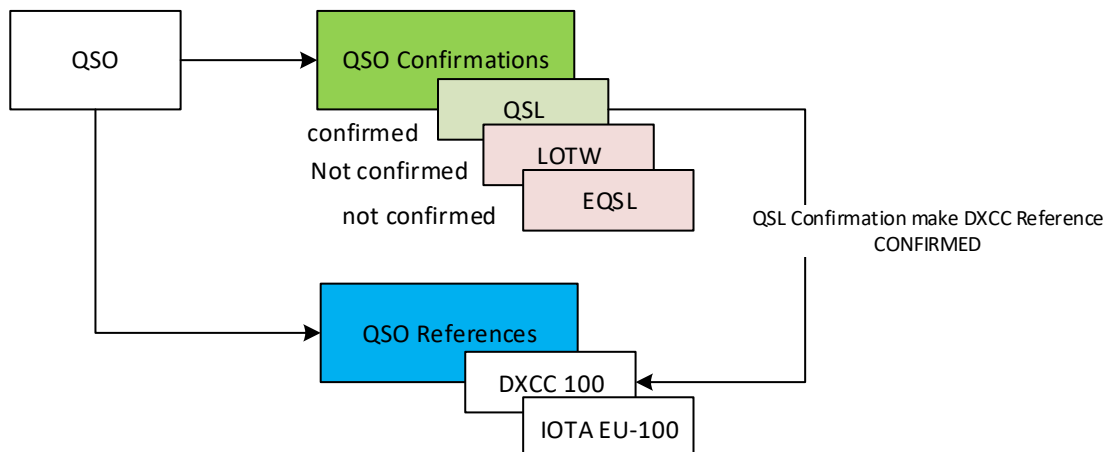 QSO
QSO Confirmations
QSL
confirmed
LOTW
Not confirmed
EQSL
not confirmed
QSL Confirmation make DXCC Reference
CONFIRMED
QSO References
DXCC 100
IOTA EU-100